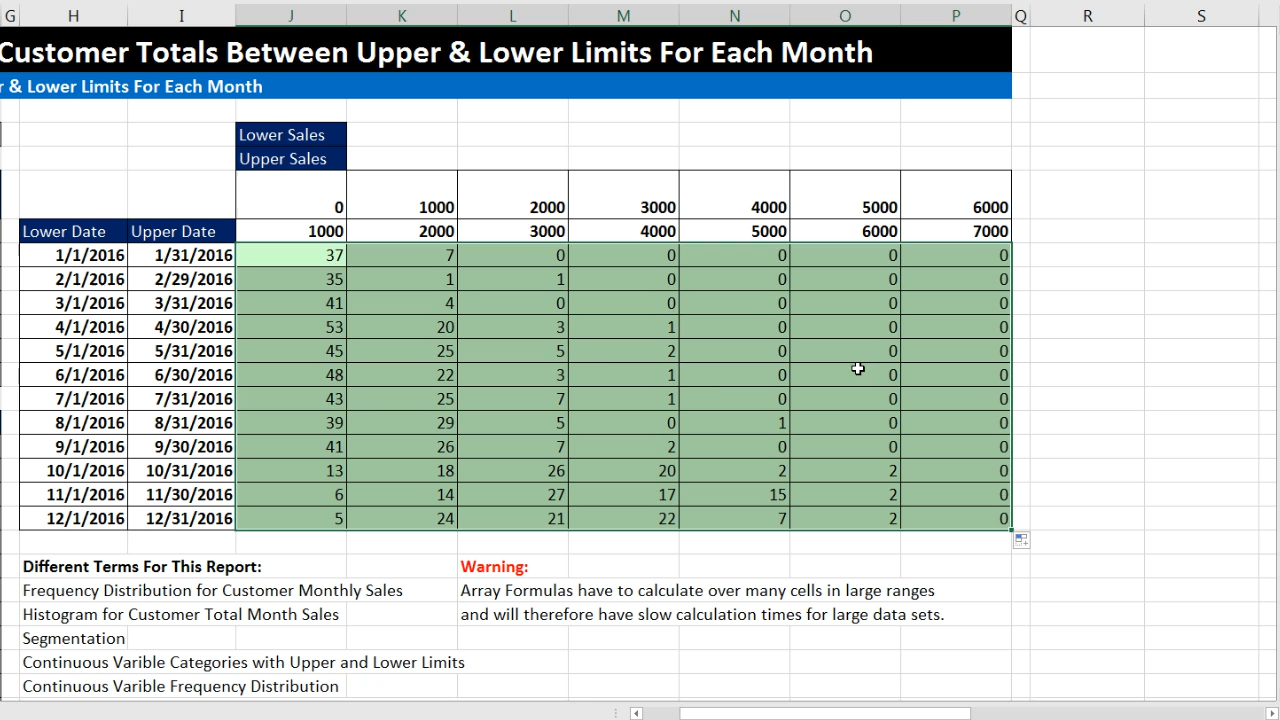 G H I J K L M N O P Q R S
Customer Totals Between Upper & Lower Limits For Each Month
r & Lower Limits For Each Month
Lower Sales
Upper Sales
0 1000 2000 3000 4000 5000 6000
Lower Date Upper Date 1000 2000 3000 4000 5000 6000 7000
1/1/2016 1/31/2016 37 7 0 0 0 0 0
2/1/2016 2/29/2016 35 1 1 0 0 0 0
3/1/2016 3/31/2016 41 4 0 0 0 0 0
4/1/2016 4/30/2016 53 20 3 1 0 0 0
5/1/2016 5/31/2016 45 25 5 2 0 0 0
6/1/2016 6/30/2016 48 22 3 1 0 0 0
7/1/2016 7/31/2016 43 25 7 1 0 0 0
8/1/2016 8/31/2016 39 29 5 0 1 0 0
9/1/2016 9/30/2016 41 26 7 2 0 0 0
10/1/2016 10/31/2016 13 18 26 20 2 2 0
11/1/2016 11/30/2016 6 14 27 17 15 2 0
12/1/2016 12/31/2016 5 24 21 22 7 2 0
Different Terms For This Report: Warning:
Frequency Distribution for Customer Monthly Sales Array Formulas have to calculate over many cells in large ranges
Histogram for Customer Total Month Sales and will therefore have slow calculation times for large data sets.
Segmentation
Continuous Varible Categories with Upper and Lower Limits
Continuous Varible Frequency Distribution